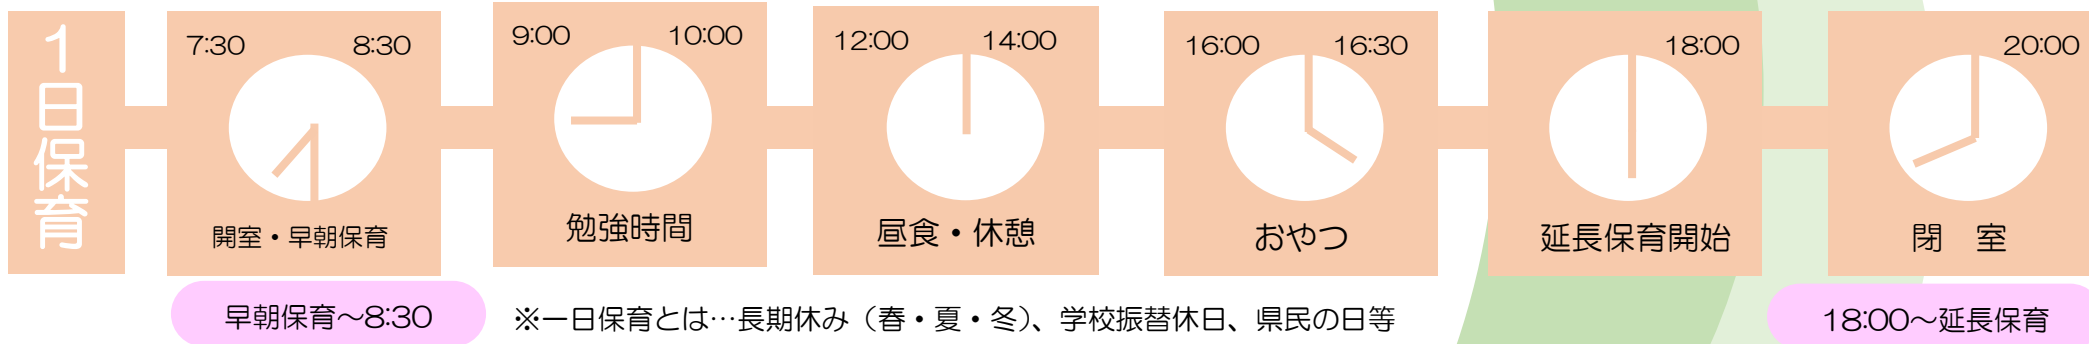 1日保育
7:30 8:30
開室・早朝保育
9:00 10:00
勉強時間
12:00 14:00
昼食・休憩
16:00 16:30
おやつ
18:00
延長保育開始
20:00
閉　室
早朝保育～8:30
※一日保育とは…長期休み（春・夏・冬）、学校振替休日、県民の日等
18:00～延長保育